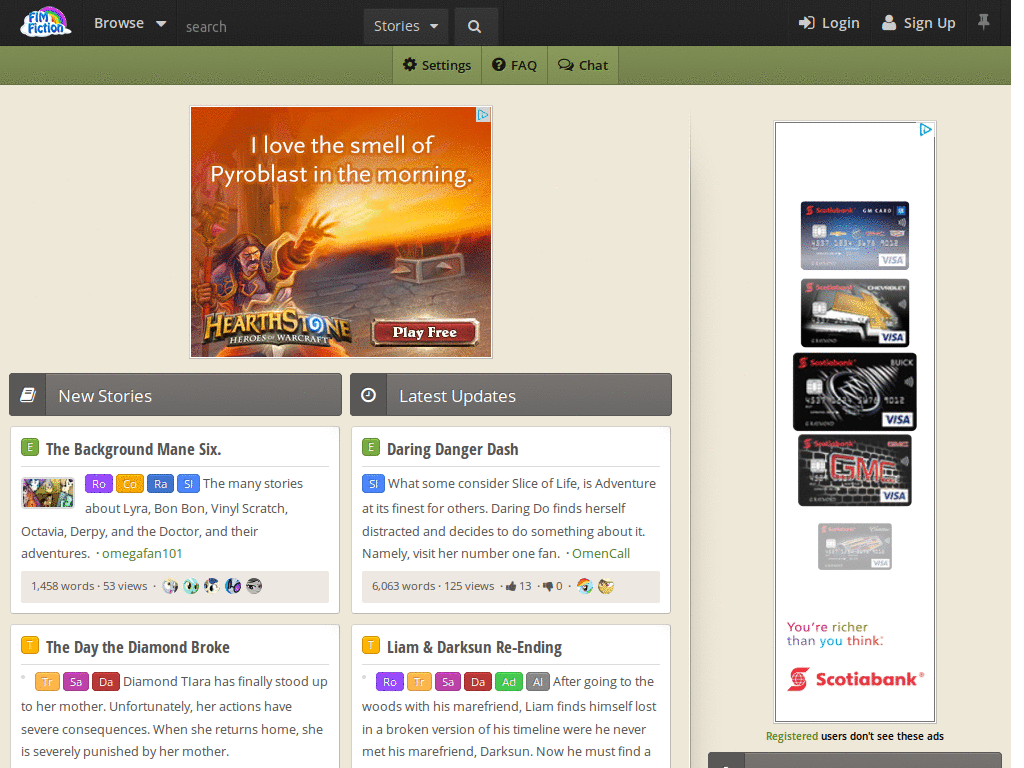 FIM Fiction
Browse
search
Stories
Login
Sign Up
Settings
FAQ
Chat
I love the smell of
Pyroblast in the morning.
HEARTHSTONE
HEROES OF WARCRAFT
Play Free
New Stories
E The Background Mane Six.
Ro Co Ra Sl The many stories
about Lyra, Bon Bon, Vinyl Scratch,
Octavia, Derpy, and the Doctor, and their
adventures. · omegafan101
1,458 words · 53 views ·
T The Day the Diamond Broke
Tr Sa Da Diamond TIara has finally stood up
to her mother. Unfortunately, her actions have
severe consequences. When she returns home, she
is severely punished by her mother.
Latest Updates
E Daring Danger Dash
Sl What some consider Slice of Life, is Adventure
at its finest for others. Daring Do finds herself
distracted and decides to do something about it.
Namely, visit her number one fan. · OmenCall
6,063 words · 125 views · 13 · 0 ·
T Liam & Darksun Re-Ending
Ro Tr Sa Da Ad Al After going to the
woods with his marefriend, Liam finds himself lost
in a broken version of his timeline were he never
met his marefriend, Darksun. Now he must find a
Scotiabank GM CARD
VISA
Scotiabank CHEVROLET
VISA
Scotiabank BUICK
VISA
Scotiabank GMC
GMC
VISA
VISA
You're richer
than you think.
Scotiabank
Registered users don't see these ads